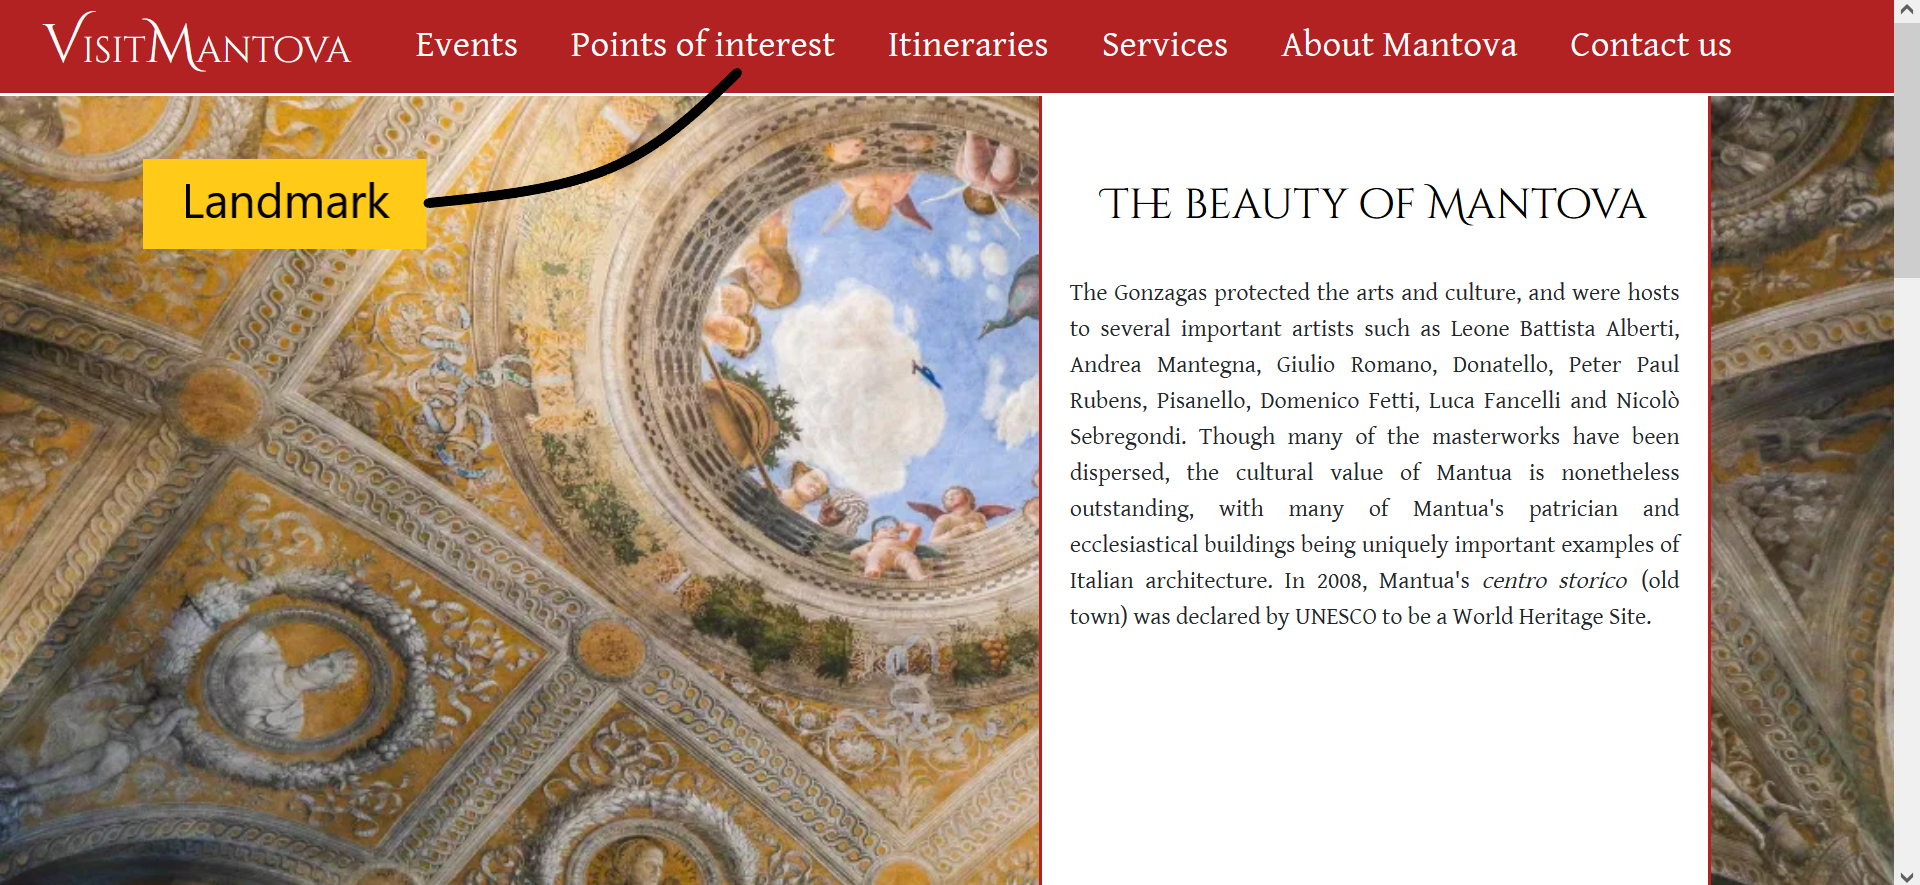 VisitMantova Events Points of interest Itineraries Services About Mantova Contact us
Landmark
The beauty of Mantova
The Gonzagas protected the arts and culture, and were hosts
to several important artists such as Leone Battista Alberti,
Andrea Mantegna, Giulio Romano, Donatello, Peter Paul
Rubens, Pisanello, Domenico Fetti, Luca Fancelli and Nicolò
Sebregondi. Though many of the masterworks have been
dispersed, the cultural value of Mantua is nonetheless
outstanding, with many of Mantua's patrician and
ecclesiastical buildings being uniquely important examples of
Italian architecture. In 2008, Mantua's centro storico (old
town) was declared by UNESCO to be a World Heritage Site.